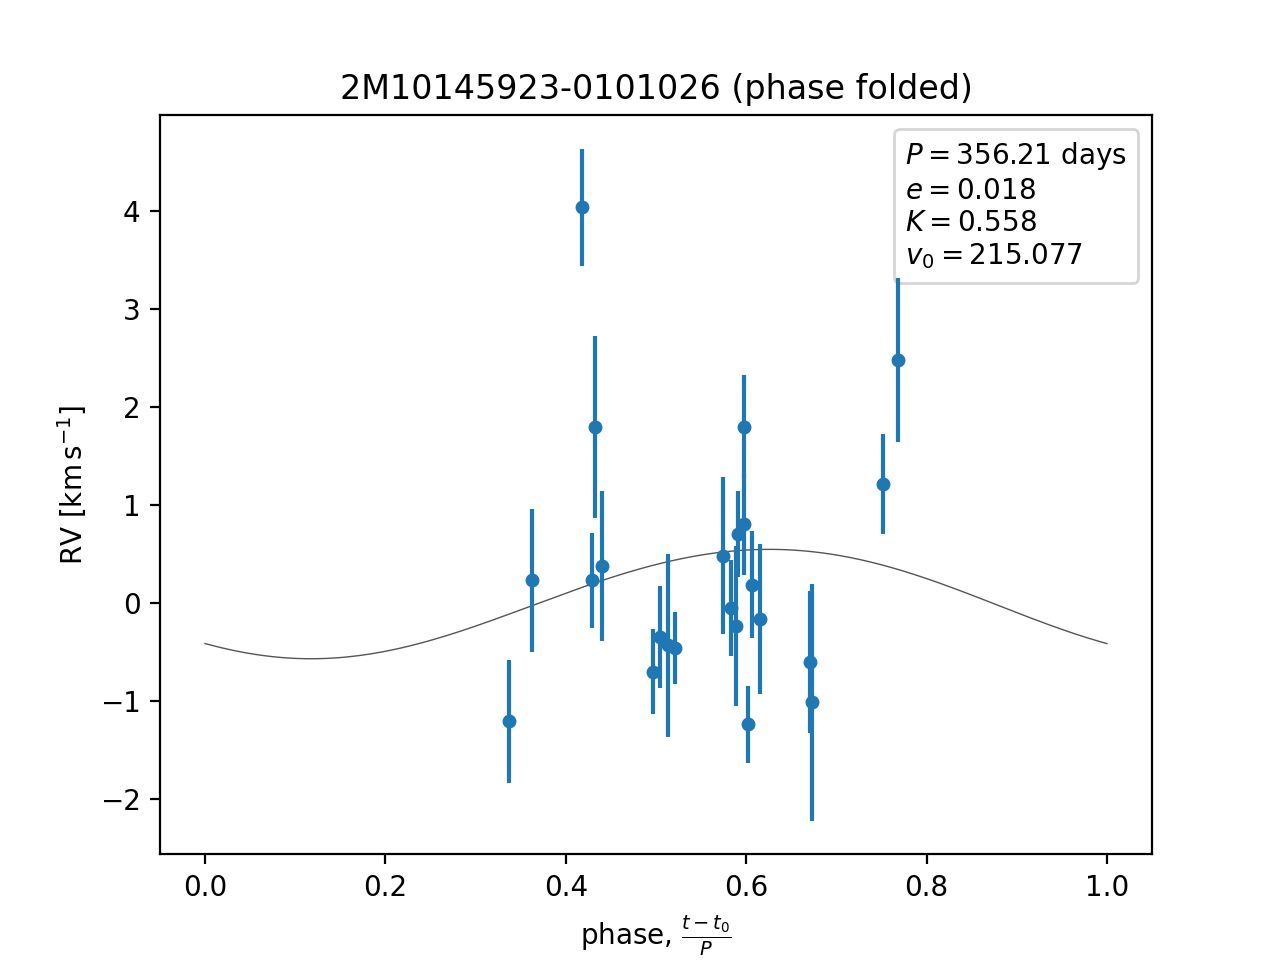 2M10145923-0101026 (phase folded)
P = 356.21 days
e = 0.018
K = 0.558
v₀ = 215.077
4
3
2
1
0
−1
−2
RV [km s⁻¹]
0.0 0.2 0.4 0.6 0.8 1.0
phase, (t − t₀)/P